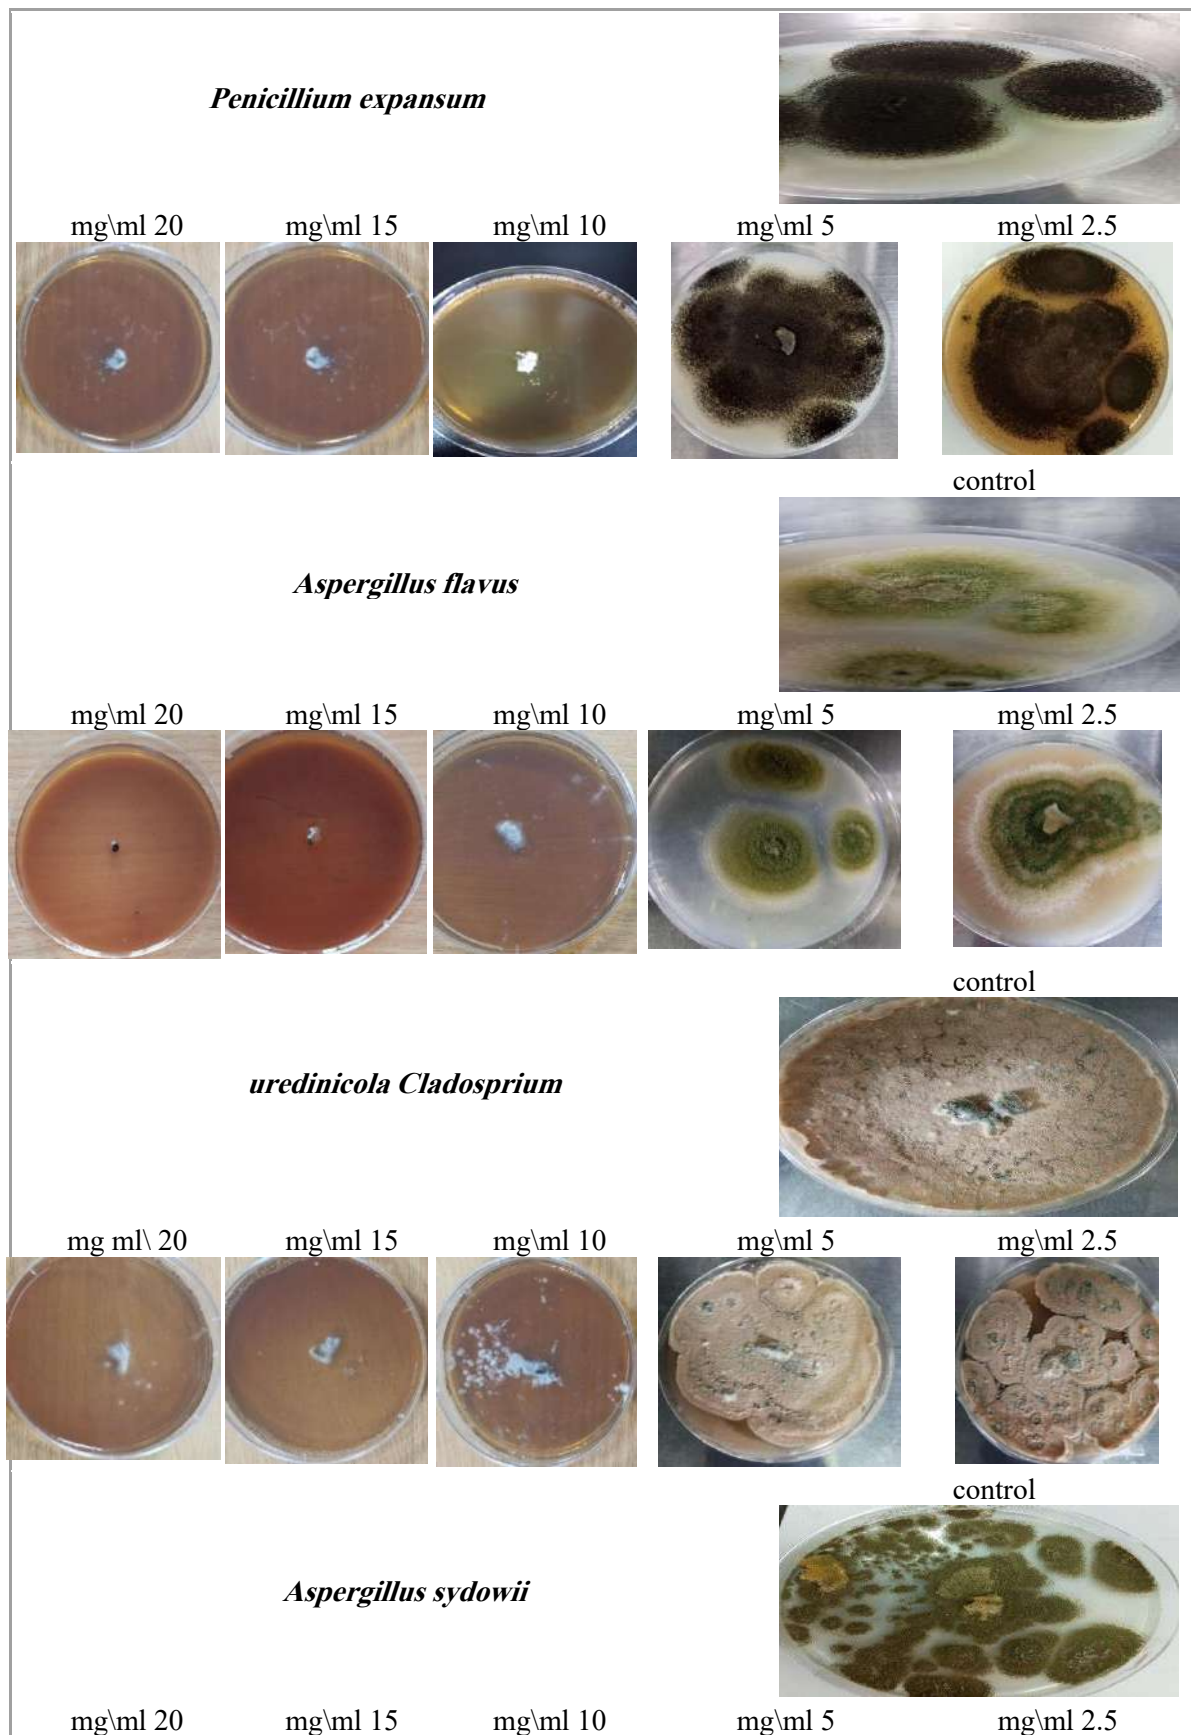 Penicillium expansum
mg\ml 20 mg\ml 15 mg\ml 10 mg\ml 5 mg\ml 2.5
control
Aspergillus flavus
mg\ml 20 mg\ml 15 mg\ml 10 mg\ml 5 mg\ml 2.5
control
uredinicola Cladosprium
mg ml\ 20 mg\ml 15 mg\ml 10 mg\ml 5 mg\ml 2.5
control
Aspergillus sydowii
mg\ml 20 mg\ml 15 mg\ml 10 mg\ml 5 mg\ml 2.5